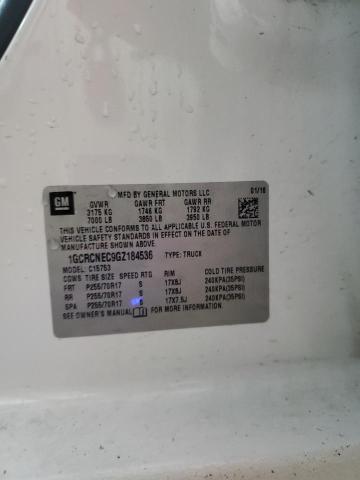 GM
MFD BY GENERAL MOTORS LLC 01/16
GVWR GAWR FRT GAWR RR
3175 KG 1746 KG 1792 KG
7000 LB 3850 LB 3950 LB
THIS VEHICLE CONFORMS TO ALL APPLICABLE U.S. FEDERAL MOTOR
VEHICLE SAFETY STANDARDS IN EFFECT ON THE DATE OF
MANUFACTURE SHOWN ABOVE.
1GCRCNEC9GZ184536 TYPE: TRUCK
MODEL: C15753
CGWS TIRE SIZE SPEED RTG RIM COLD TIRE PRESSURE
FRT P255/70R17 S 17X8J 240KPA(35PSI)
RR P255/70R17 S 17X8J 240KPA(35PSI)
SPA P255/70R17 S 17X7.5J 240KPA(35PSI)
SEE OWNER'S MANUAL